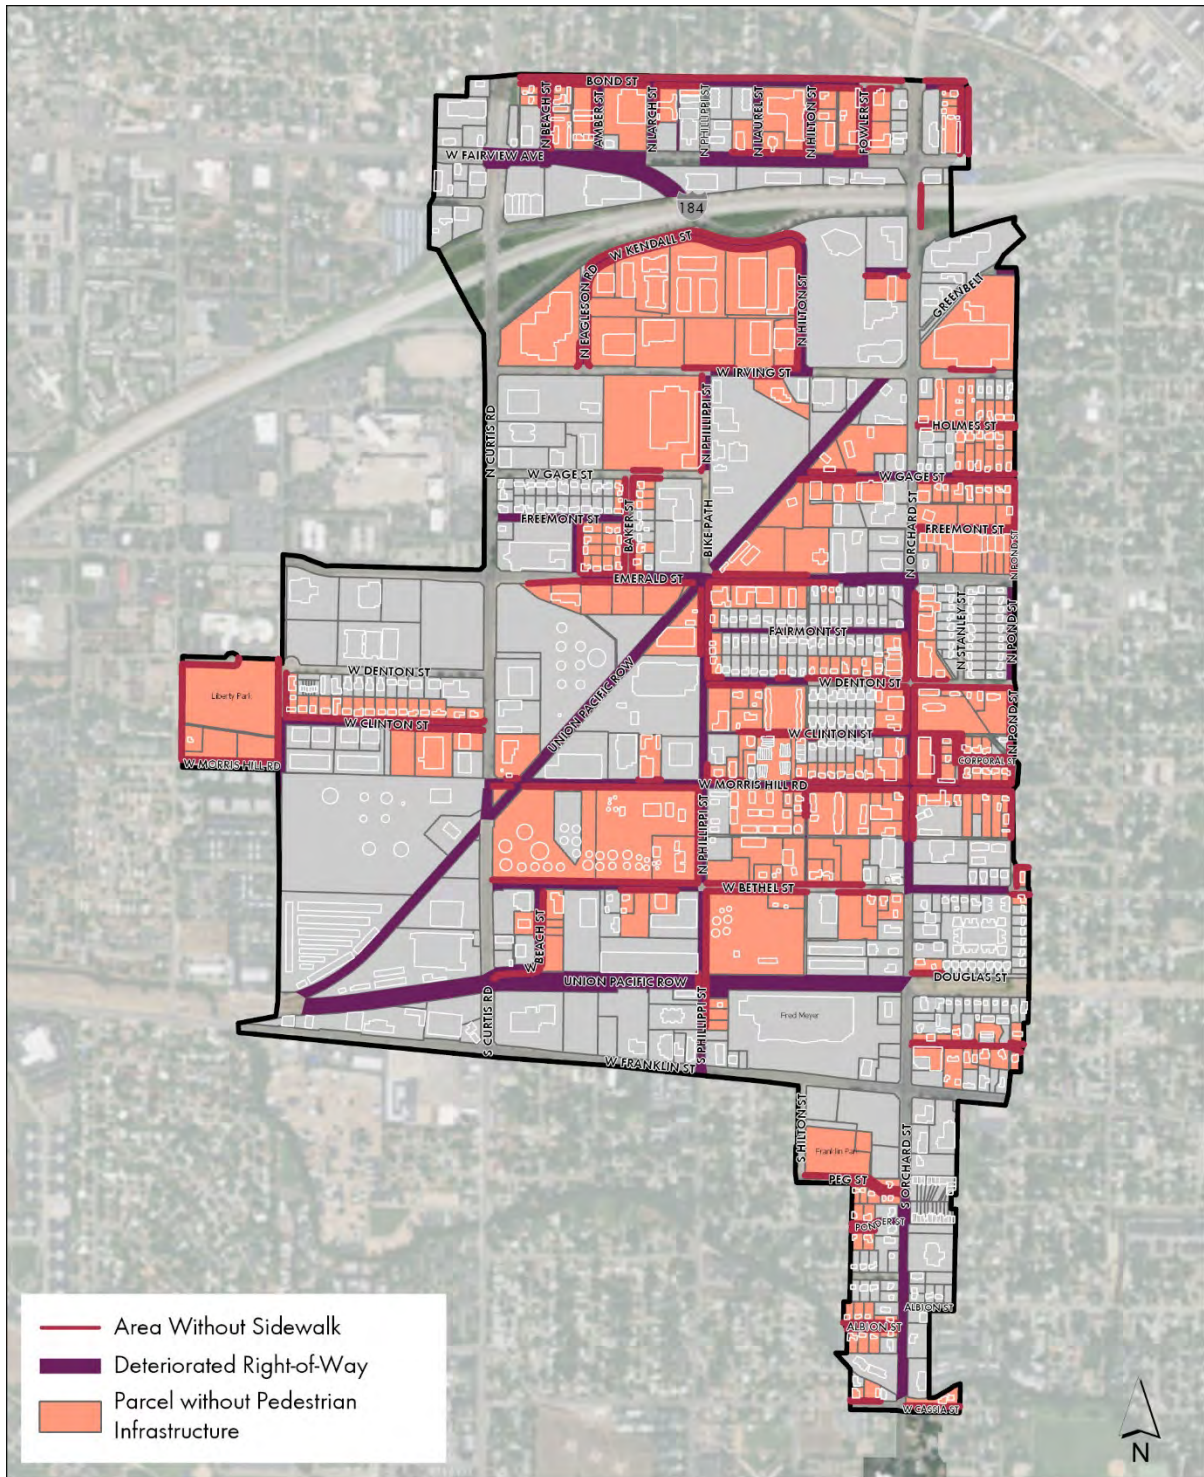 BOND ST
N BEACH ST
AMBER ST
N LARCH ST
N PHILLIPPI ST
N LAUREL ST
N HILTON ST
FOWLER ST
W FAIRVIEW AVE
184
W KENDALL ST
N EAGLESON RD
N HILTON ST
GREENBELT
W IRVING ST
N CURTIS RD
N PHILLIPPI ST
HOLMES ST
W GAGE ST
W GAGE ST
FREEMONT ST
BAKER ST
BIKE PATH
N ORCHARD ST
FREEMONT ST
N POND ST
EMERALD ST
FAIRMONT ST
N STANLEY ST
N POND ST
W DENTON ST
UNION PACIFIC ROW
W DENTON ST
Liberty Park
W CLINTON ST
W CLINTON ST
N POND ST
CORPORAL ST
W MORRIS HILL RD
W MORRIS HILL RD
N PHILLIPPI ST
W BETHEL ST
W BEACH ST
UNION PACIFIC ROW
DOUGLAS ST
S CURTIS RD
S PHILLIPPI ST
Fred Meyer
W FRANKLIN ST
S HILTON ST
S ORCHARD ST
Franklin Par
PEG ST
PONDER ST
ALBION ST
ALBION ST
W CASSIA ST
Area Without Sidewalk
Deteriorated Right-of-Way
Parcel without Pedestrian
Infrastructure
N